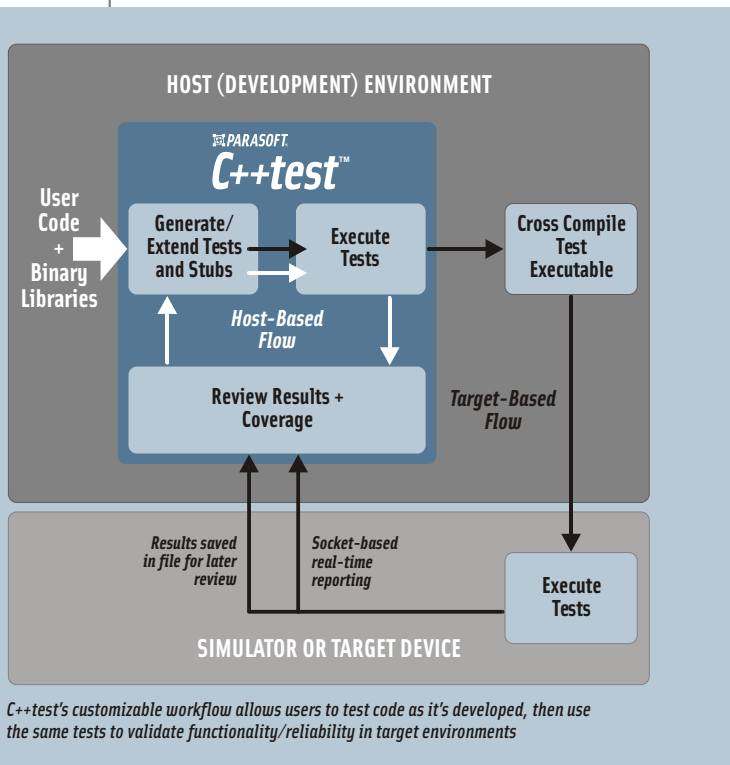 HOST (DEVELOPMENT) ENVIRONMENT
PARASOFT.
C++test™
User
Code
+
Binary
Libraries
Generate/
Extend Tests
and Stubs
Execute
Tests
Cross Compile
Test
Executable
Host-Based
Flow
Review Results +
Coverage
Target-Based
Flow
Results saved
in file for later
review
Socket-based
real-time
reporting
Execute
Tests
SIMULATOR OR TARGET DEVICE
C++test's customizable workflow allows users to test code as it's developed, then use
the same tests to validate functionality/reliability in target environments